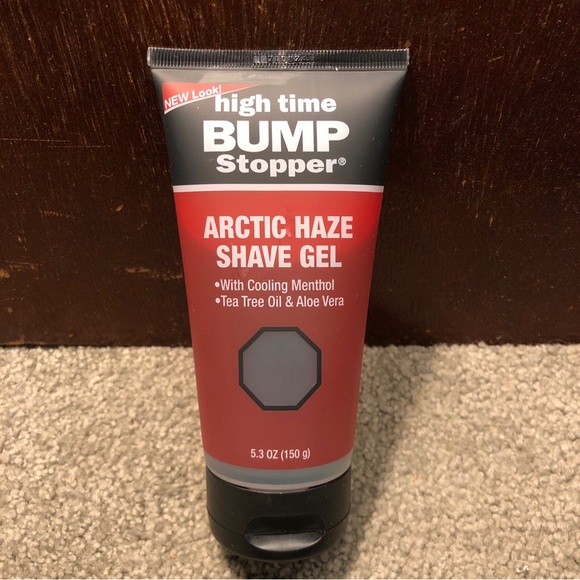 NEW Look!
high time
BUMP
Stopper®
ARCTIC HAZE
SHAVE GEL
•With Cooling Menthol
•Tea Tree Oil & Aloe Vera
5.3 OZ (150 g)